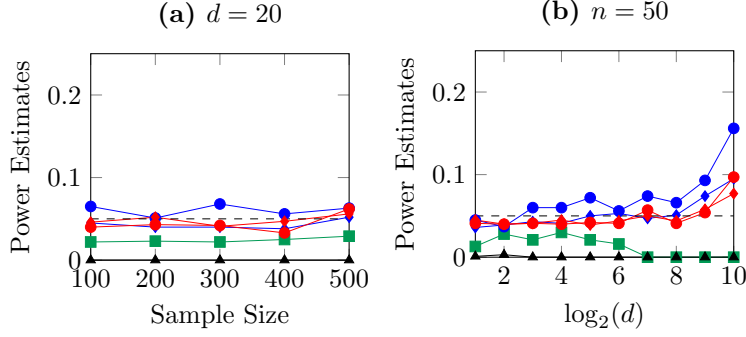 (a) d = 20
Power Estimates
0.2
0.1
0
100 200 300 400 500
Sample Size
(b) n = 50
Power Estimates
0.2
0.1
0
2 4 6 8 10
log₂(d)